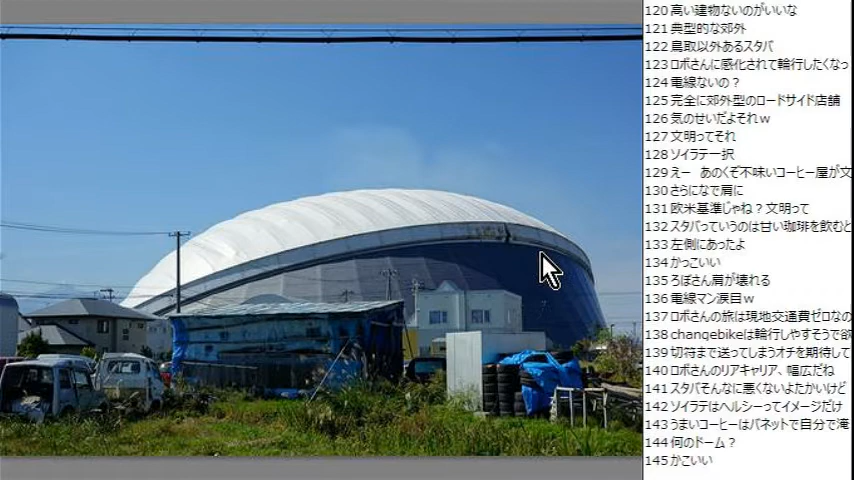 120 高い建物ないのがいいな
121 典型的な郊外
122 鳥取以外あるスタバ
123 ロボさんに感化されて輪行したくなっ
124 電線ないの？
125 完全に郊外型のロードサイド店舗
126 気のせいだよそれｗ
127 文明ってそれ
128 ソイラテ一択
129 えー　あのくそ不味いコーヒー屋が文
130 さらになで肩に
131 欧米基準じゃね？文明って
132 スタバっていうのは甘い珈琲を飲むと
133 左側にあったよ
134 かっこいい
135 ろぼさん肩が壊れる
136 電線マン涙目ｗ
137 ロボさんの旅は現地交通費ゼロなの
138 changebikeは輪行しやすそうで欲
139 切符まで送ってしまうオチを期待して
140 ロボさんのリアキャリア、幅広だね
141 スタバそんなに悪くないよたかいけど
142 ソイラテはヘルシーってイメージだけ
143 うまいコーヒーはバネットで自分で淹
144 何のドーム？
145 かこいい